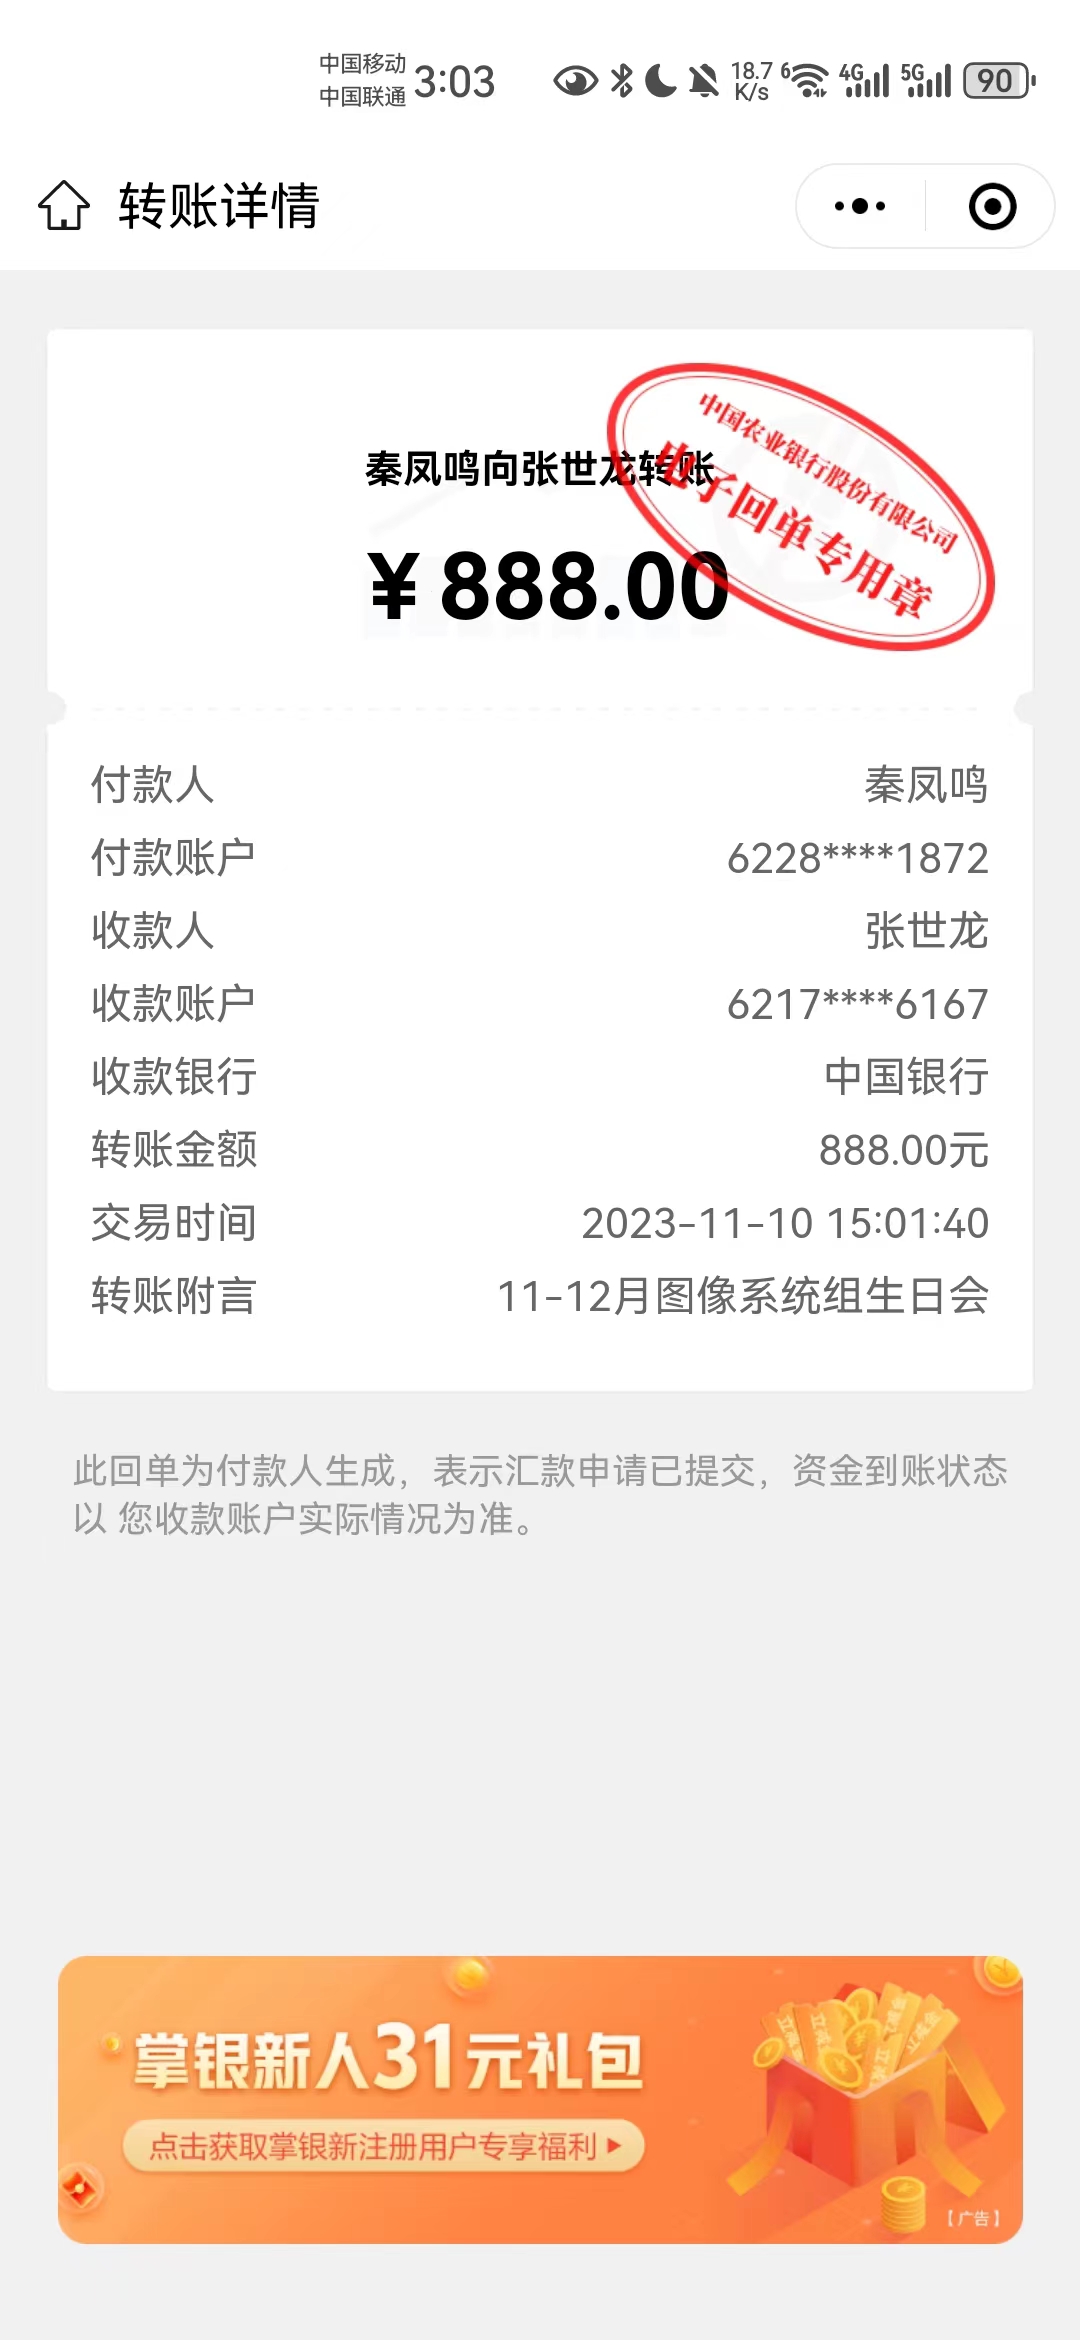 中国移动
中国联通
3:03
18.7
K/s
6
4G
5G
90
转账详情
中国农业银行股份有限公司
电子回单专用章
秦凤鸣向张世龙转账
¥888.00
付款人 秦凤鸣
付款账户 6228****1872
收款人 张世龙
收款账户 6217****6167
收款银行 中国银行
转账金额 888.00元
交易时间 2023-11-10 15:01:40
转账附言 11-12月图像系统组生日会
此回单为付款人生成，表示汇款申请已提交，资金到账状态
以 您收款账户实际情况为准。
掌银新人31元礼包
点击获取掌银新注册用户专享福利
【广告】